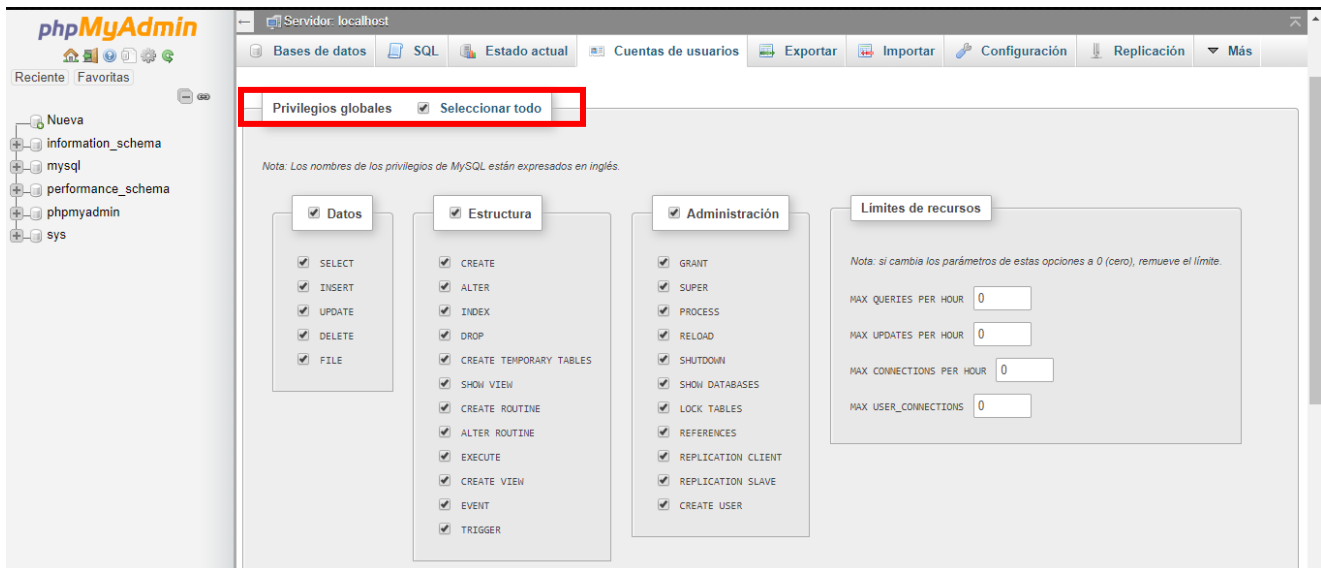 phpMyAdmin
Reciente Favoritas
Nueva
information_schema
mysql
performance_schema
phpmyadmin
sys
Servidor: localhost
Bases de datos SQL Estado actual Cuentas de usuarios Exportar Importar Configuración Replicación Más
Privilegios globales Seleccionar todo
Nota: Los nombres de los privilegios de MySQL están expresados en inglés.
Datos
SELECT
INSERT
UPDATE
DELETE
FILE
Estructura
CREATE
ALTER
INDEX
DROP
CREATE TEMPORARY TABLES
SHOW VIEW
CREATE ROUTINE
ALTER ROUTINE
EXECUTE
CREATE VIEW
EVENT
TRIGGER
Administración
GRANT
SUPER
PROCESS
RELOAD
SHUTDOWN
SHOW DATABASES
LOCK TABLES
REFERENCES
REPLICATION CLIENT
REPLICATION SLAVE
CREATE USER
Límites de recursos
Nota: si cambia los parámetros de estas opciones a 0 (cero), remueve el límite.
MAX QUERIES PER HOUR 0
MAX UPDATES PER HOUR 0
MAX CONNECTIONS PER HOUR 0
MAX USER_CONNECTIONS 0